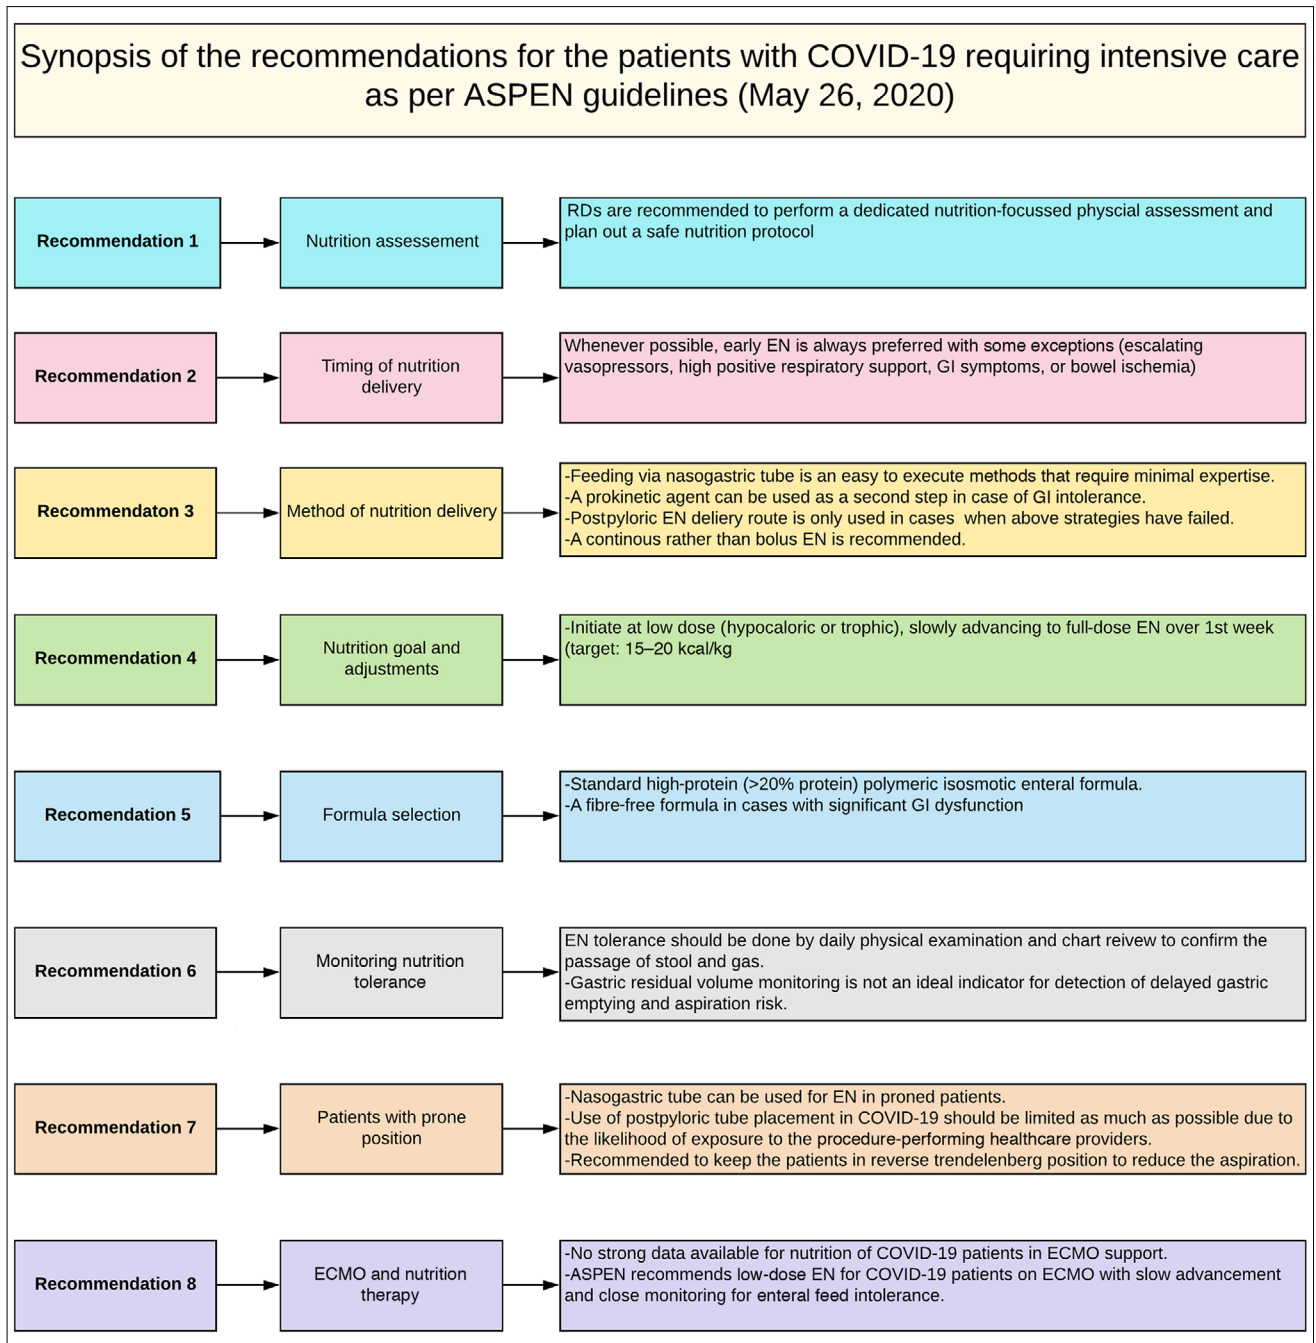 Synopsis of the recommendations for the patients with COVID-19 requiring intensive care
as per ASPEN guidelines (May 26, 2020)
Recommendation 1
Nutrition assessement
RDs are recommended to perform a dedicated nutrition-focussed physcial assessment and
plan out a safe nutrition protocol
Recommendation 2
Timing of nutrition
delivery
Whenever possible, early EN is always preferred with some exceptions (escalating
vasopressors, high positive respiratory support, GI symptoms, or bowel ischemia)
Recommendaton 3
Method of nutrition delivery
-Feeding via nasogastric tube is an easy to execute methods that require minimal expertise.
-A prokinetic agent can be used as a second step in case of GI intolerance.
-Postpyloric EN deliery route is only used in cases when above strategies have failed.
-A continous rather than bolus EN is recommended.
Recommendation 4
Nutrition goal and
adjustments
-Initiate at low dose (hypocaloric or trophic), slowly advancing to full-dose EN over 1st week
(target: 15–20 kcal/kg
Recomendation 5
Formula selection
-Standard high-protein (>20% protein) polymeric isosmotic enteral formula.
-A fibre-free formula in cases with significant GI dysfunction
Recommendation 6
Monitoring nutrition
tolerance
EN tolerance should be done by daily physical examination and chart reivew to confirm the
passage of stool and gas.
-Gastric residual volume monitoring is not an ideal indicator for detection of delayed gastric
emptying and aspiration risk.
Recommendation 7
Patients with prone
position
-Nasogastric tube can be used for EN in proned patients.
-Use of postpyloric tube placement in COVID-19 should be limited as much as possible due to
the likelihood of exposure to the procedure-performing healthcare providers.
-Recommended to keep the patients in reverse trendelenberg position to reduce the aspiration.
Recommendation 8
ECMO and nutrition
therapy
-No strong data available for nutrition of COVID-19 patients in ECMO support.
-ASPEN recommends low-dose EN for COVID-19 patients on ECMO with slow advancement
and close monitoring for enteral feed intolerance.